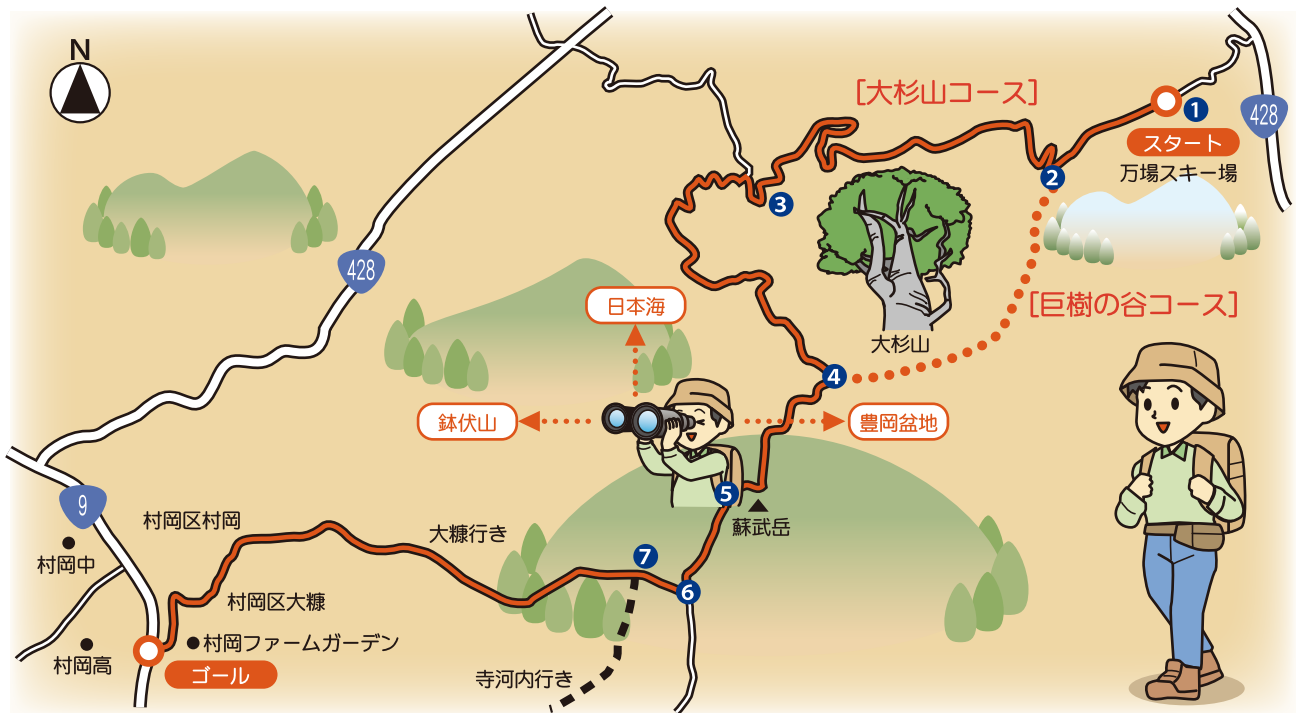 N
[大杉山コース]
1
428
スタート
万場スキー場
2
3
428
日本海
[巨樹の谷コース]
大杉山
4
鉢伏山
豊岡盆地
9
5
蘇武岳
村岡区村岡
大糠行き
村岡中
7
6
村岡区大糠
村岡ファームガーデン
村岡高
ゴール
寺河内行き